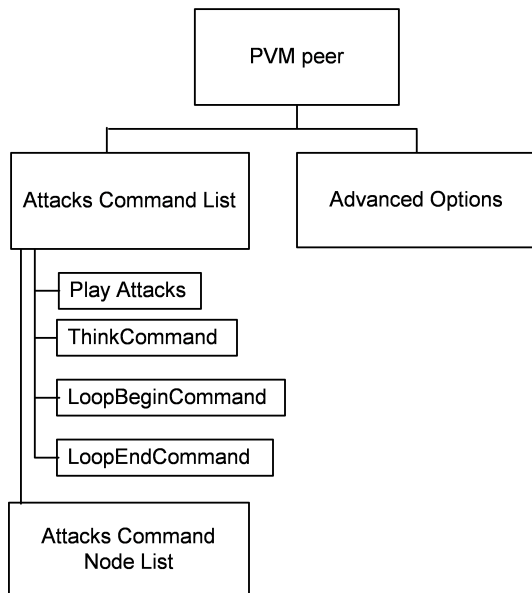 PVM peer
Attacks Command List
Advanced Options
Play Attacks
ThinkCommand
LoopBeginCommand
LoopEndCommand
Attacks Command
Node List